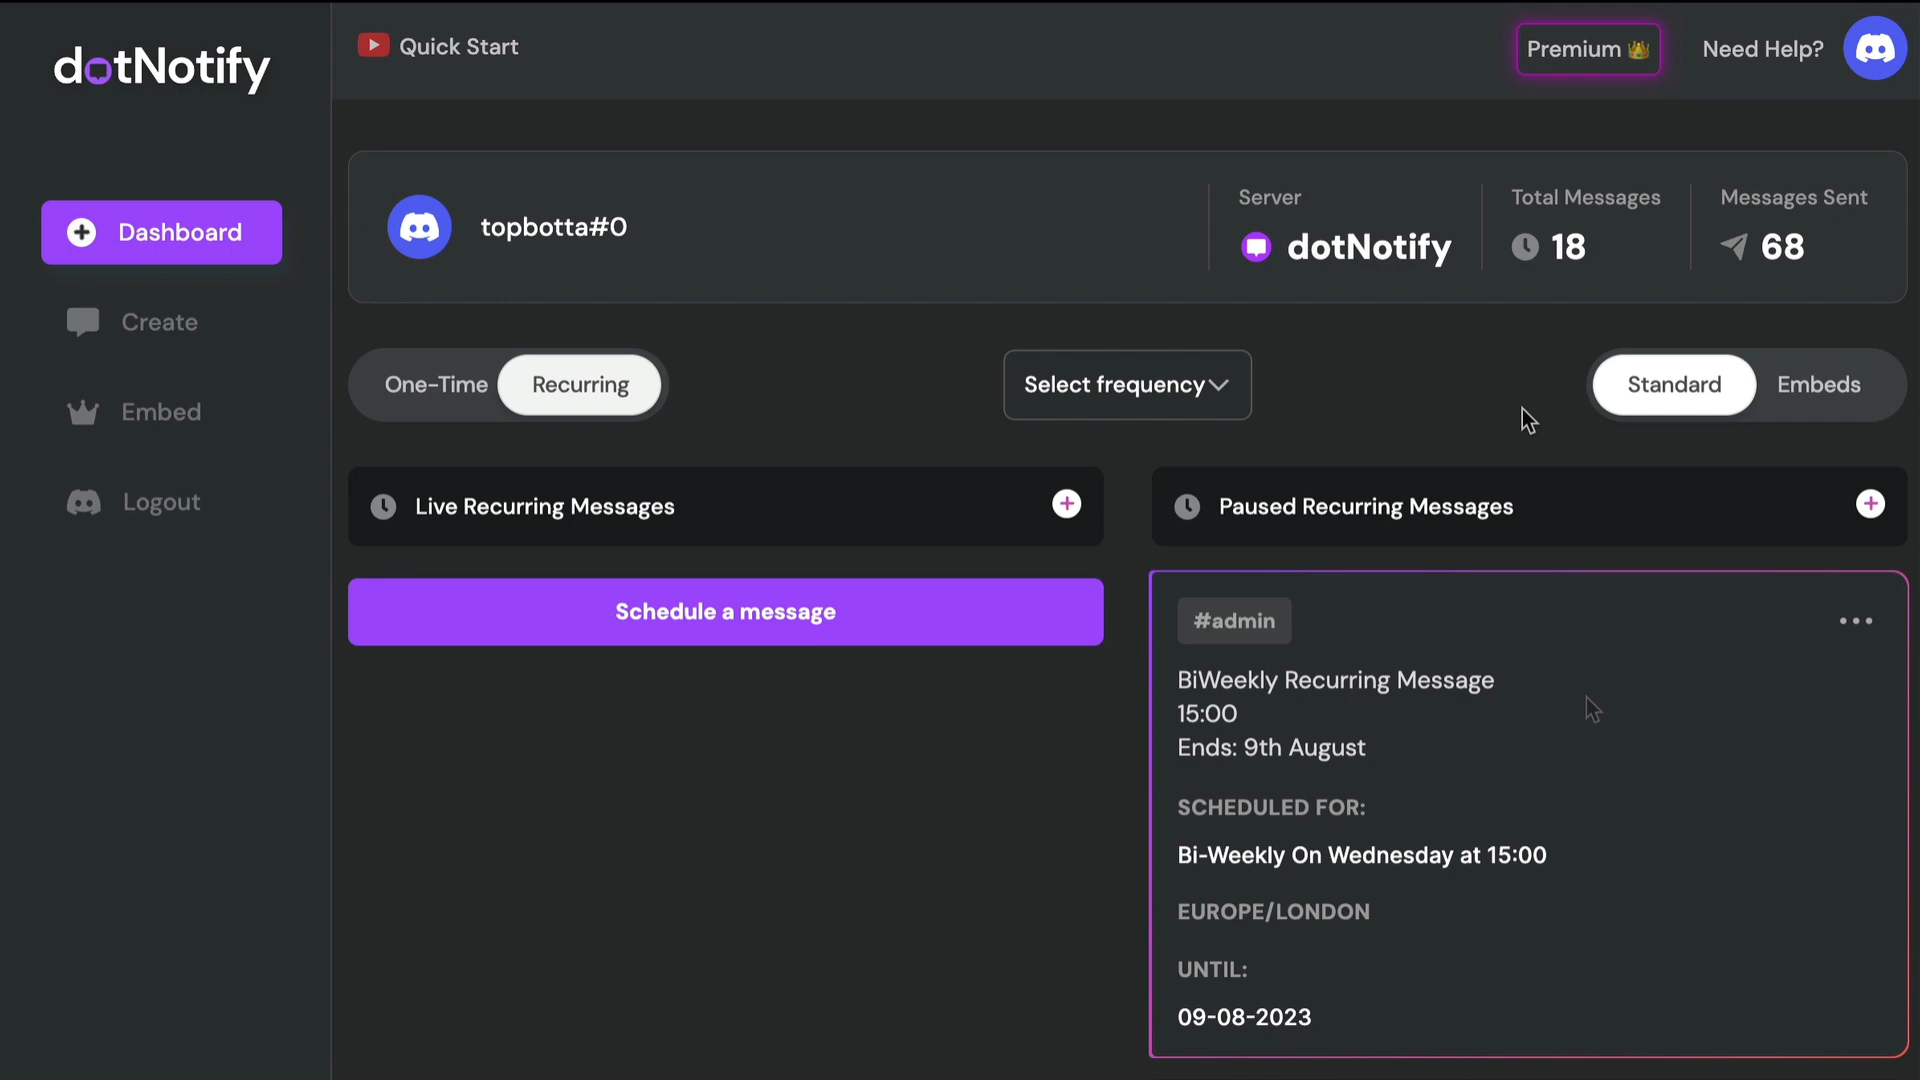 dotNotify
Quick Start
Premium
Need Help?
Dashboard
Create
Embed
Logout
topbotta#0
Server
dotNotify
Total Messages
18
Messages Sent
68
One-Time
Recurring
Select frequency
Standard
Embeds
Live Recurring Messages
Schedule a message
Paused Recurring Messages
#admin
BiWeekly Recurring Message
15:00
Ends: 9th August
SCHEDULED FOR:
Bi-Weekly On Wednesday at 15:00
EUROPE/LONDON
UNTIL:
09-08-2023